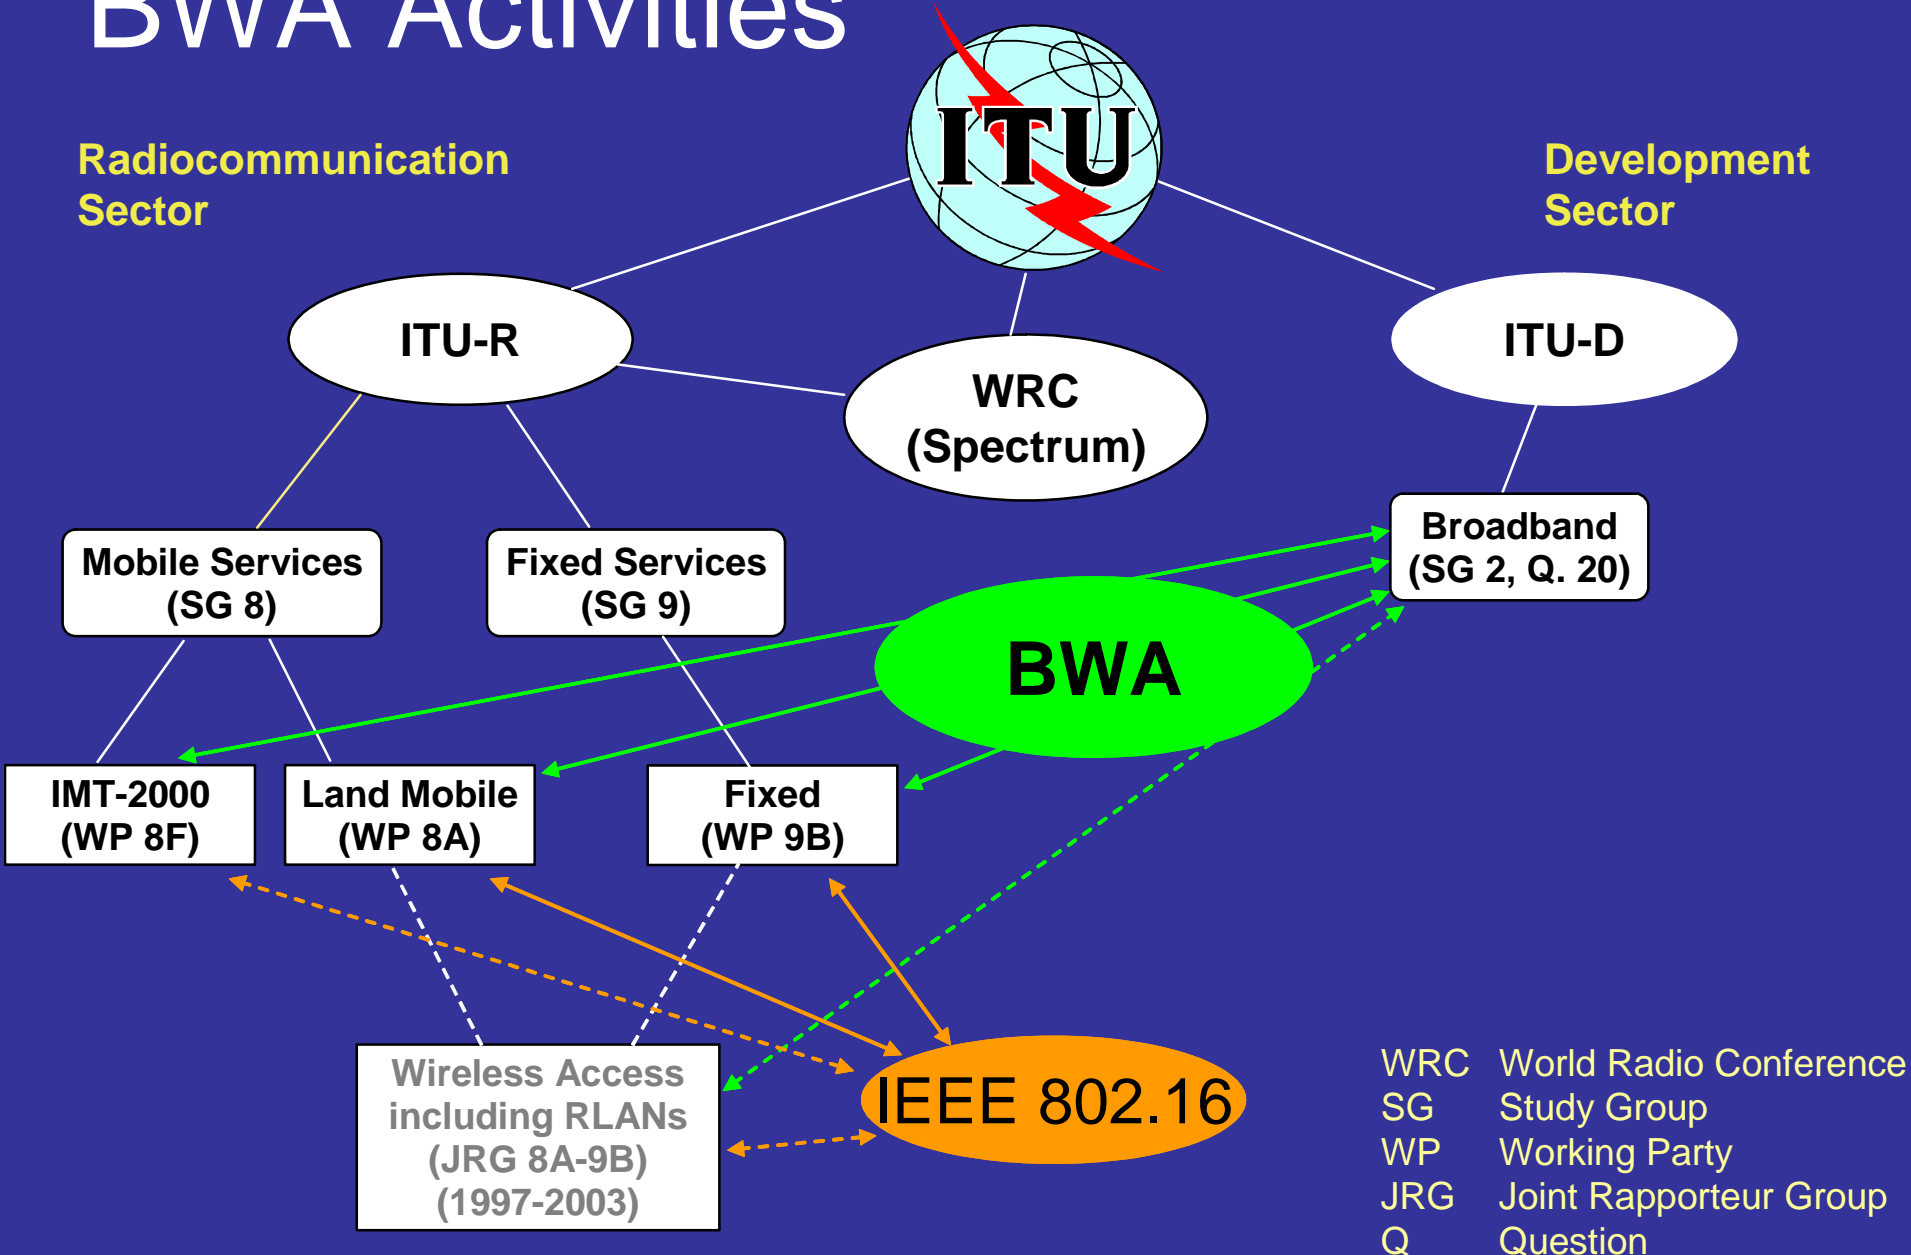 BWA Activities
ITU
Radiocommunication
Sector
Development
Sector
ITU-R
ITU-D
WRC
(Spectrum)
Mobile Services
(SG 8)
Fixed Services
(SG 9)
Broadband
(SG 2, Q. 20)
BWA
IMT-2000
(WP 8F)
Land Mobile
(WP 8A)
Fixed
(WP 9B)
Wireless Access
including RLANs
(JRG 8A-9B)
(1997-2003)
IEEE 802.16
WRC World Radio Conference
SG Study Group
WP Working Party
JRG Joint Rapporteur Group
Q Question